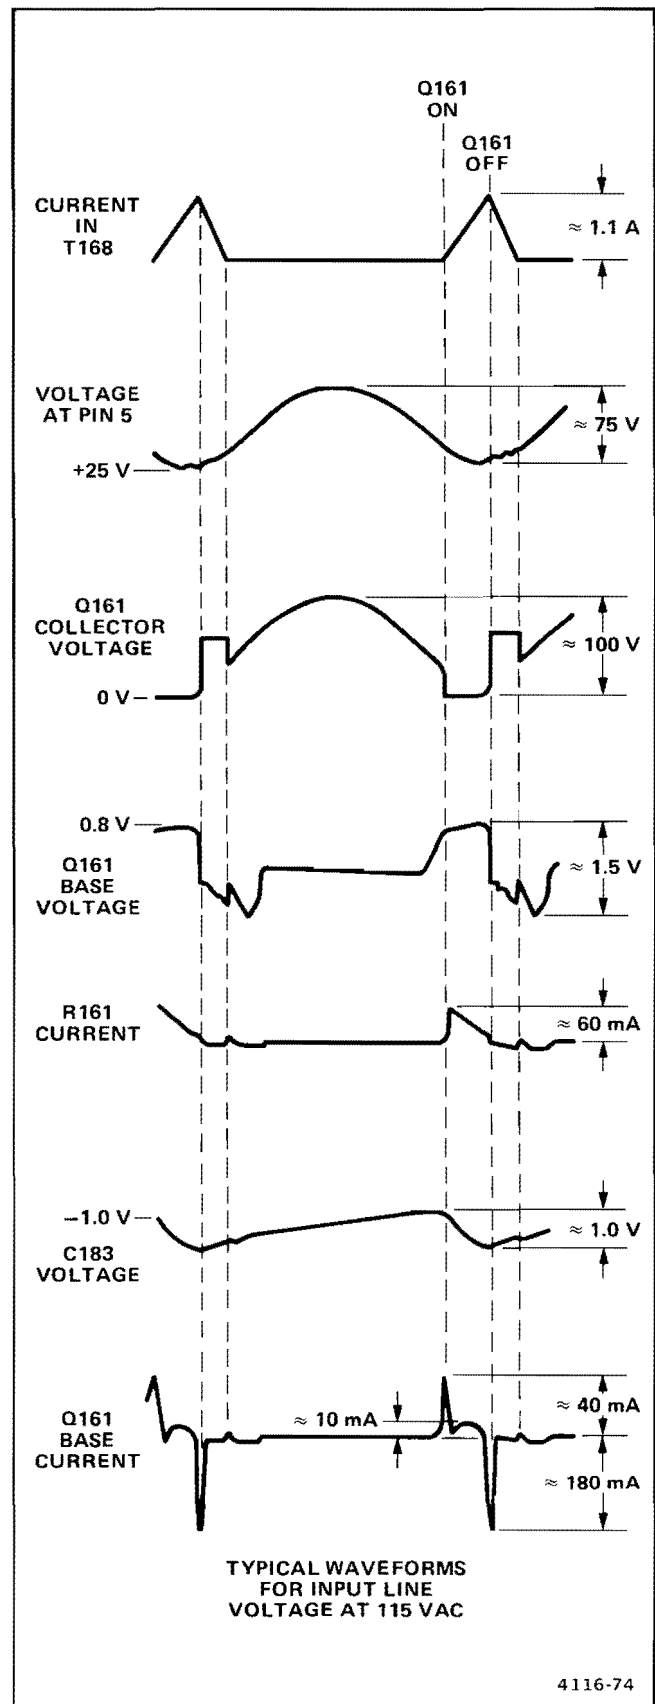 Q161
ON
Q161
OFF
CURRENT
IN
T168
≈ 1.1 A
VOLTAGE
AT PIN 5
≈ 75 V
+25 V
Q161
COLLECTOR
VOLTAGE
≈ 100 V
0 V
0.8 V
Q161
BASE
VOLTAGE
≈ 1.5 V
R161
CURRENT
≈ 60 mA
−1.0 V
C183
VOLTAGE
≈ 1.0 V
Q161
BASE
CURRENT
≈ 10 mA
≈ 40 mA
≈ 180 mA
TYPICAL WAVEFORMS
FOR INPUT LINE
VOLTAGE AT 115 VAC
4116-74